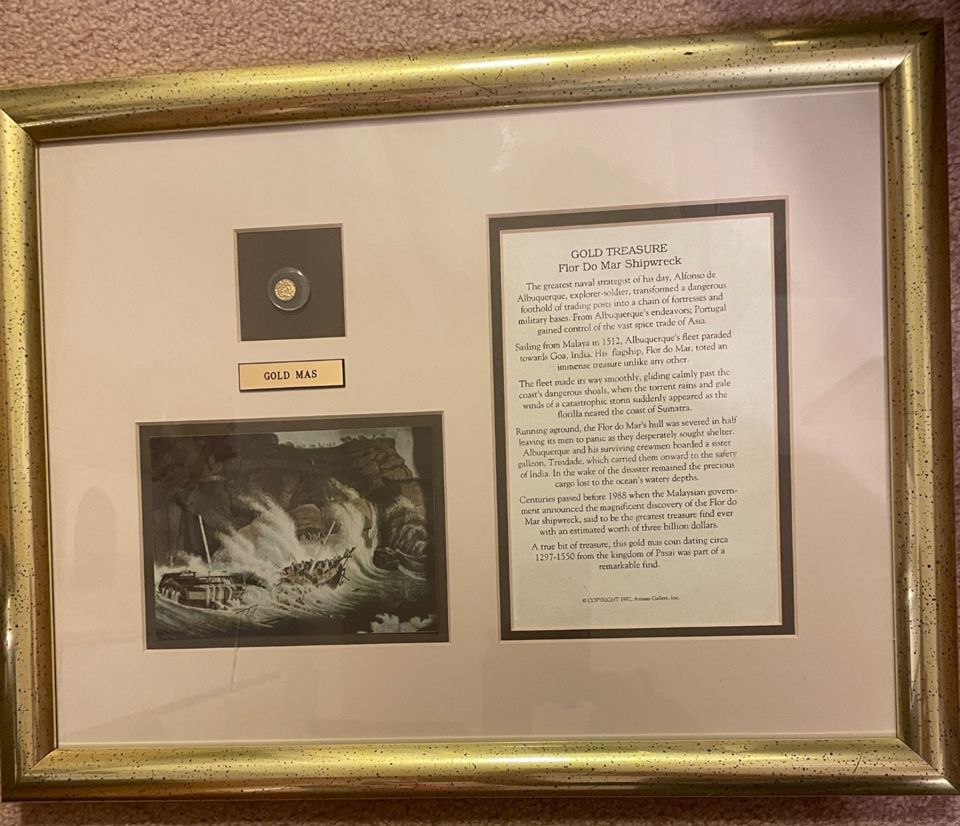 GOLD MAS
GOLD TREASURE
Flor Do Mar Shipwreck
The greatest naval strategist of his day, Alfonso de
Albuquerque, explorer-soldier, transformed a dangerous
foothold of trading posts into a chain of fortresses and
military bases. From Albuquerque's endeavors; Portugal
gained control of the vast spice trade of Asia.
Sailing from Malaya in 1512, Albuquerque's fleet paraded
towards Goa, India. His flagship, Flor do Mar, toted an
immense treasure unlike any other.
The fleet made its way smoothly, gliding calmly past the
coast's dangerous shoals, when the torrent rains and gale
winds of a catastrophic storm suddenly appeared as the
flotilla neared the coast of Sumatra.
Running aground, the Flor do Mar's hull was severed in half
leaving its men to panic as they desperately sought shelter.
Albuquerque and his surviving crewmen boarded a sister
galleon, Trindade, which carried them onward to the safety
of India. In the wake of the disaster remained the precious
cargo lost to the ocean's watery depths.
Centuries passed before 1988 when the Malaysian govern-
ment announced the magnificent discovery of the Flor do
Mar shipwreck, said to be the greatest treasure find ever
with an estimated worth of three billion dollars.
A true bit of treasure, this gold mas coin dating circa
1297-1550 from the kingdom of Pasai was part of a
remarkable find.
© COPYRIGHT 1992, Artisan Gallery, Inc.